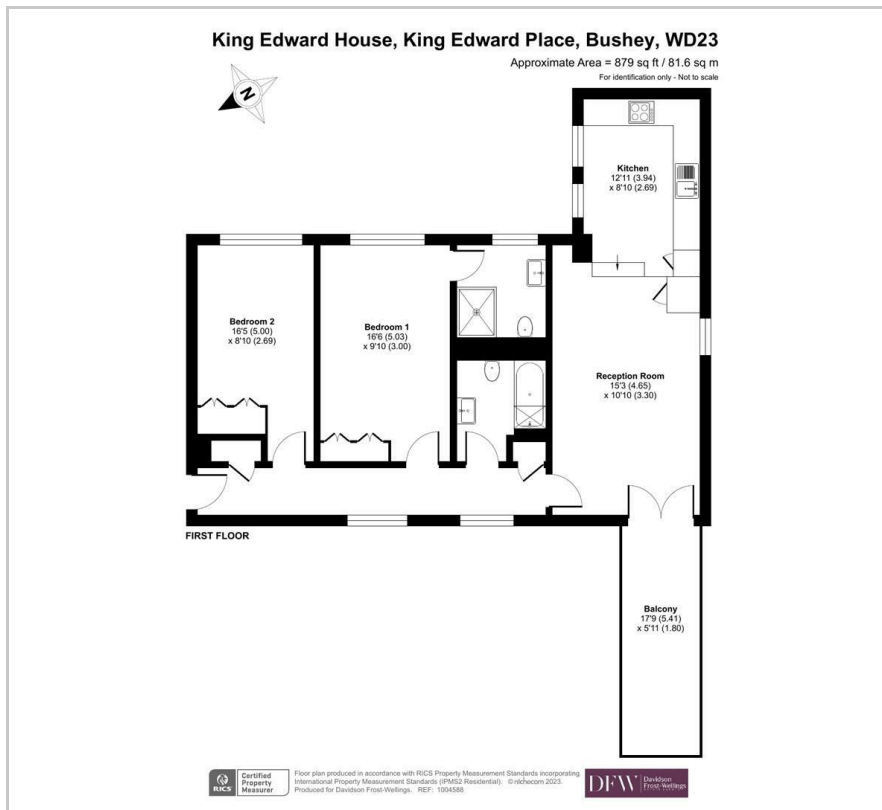 King Edward House, King Edward Place, Bushey, WD23
Approximate Area = 879 sq ft / 81.6 sq m
For identification only - Not to scale
N
Kitchen
12'11 (3.94)
x 8'10 (2.69)
Bedroom 2
16'5 (5.00)
x 8'10 (2.69)
Bedroom 1
16'6 (5.03)
x 9'10 (3.00)
Reception Room
15'3 (4.65)
x 10'10 (3.30)
FIRST FLOOR
Balcony
17'9 (5.41)
x 5'11 (1.80)
RICS
Certified
Property
Measurer
Floor plan produced in accordance with RICS Property Measurement Standards incorporating
International Property Measurement Standards (IPMS2 Residential). © nichecom 2023.
Produced for Davidson Frost-Wellings. REF: 1004588
DFW
Davidson
Frost-Wellings